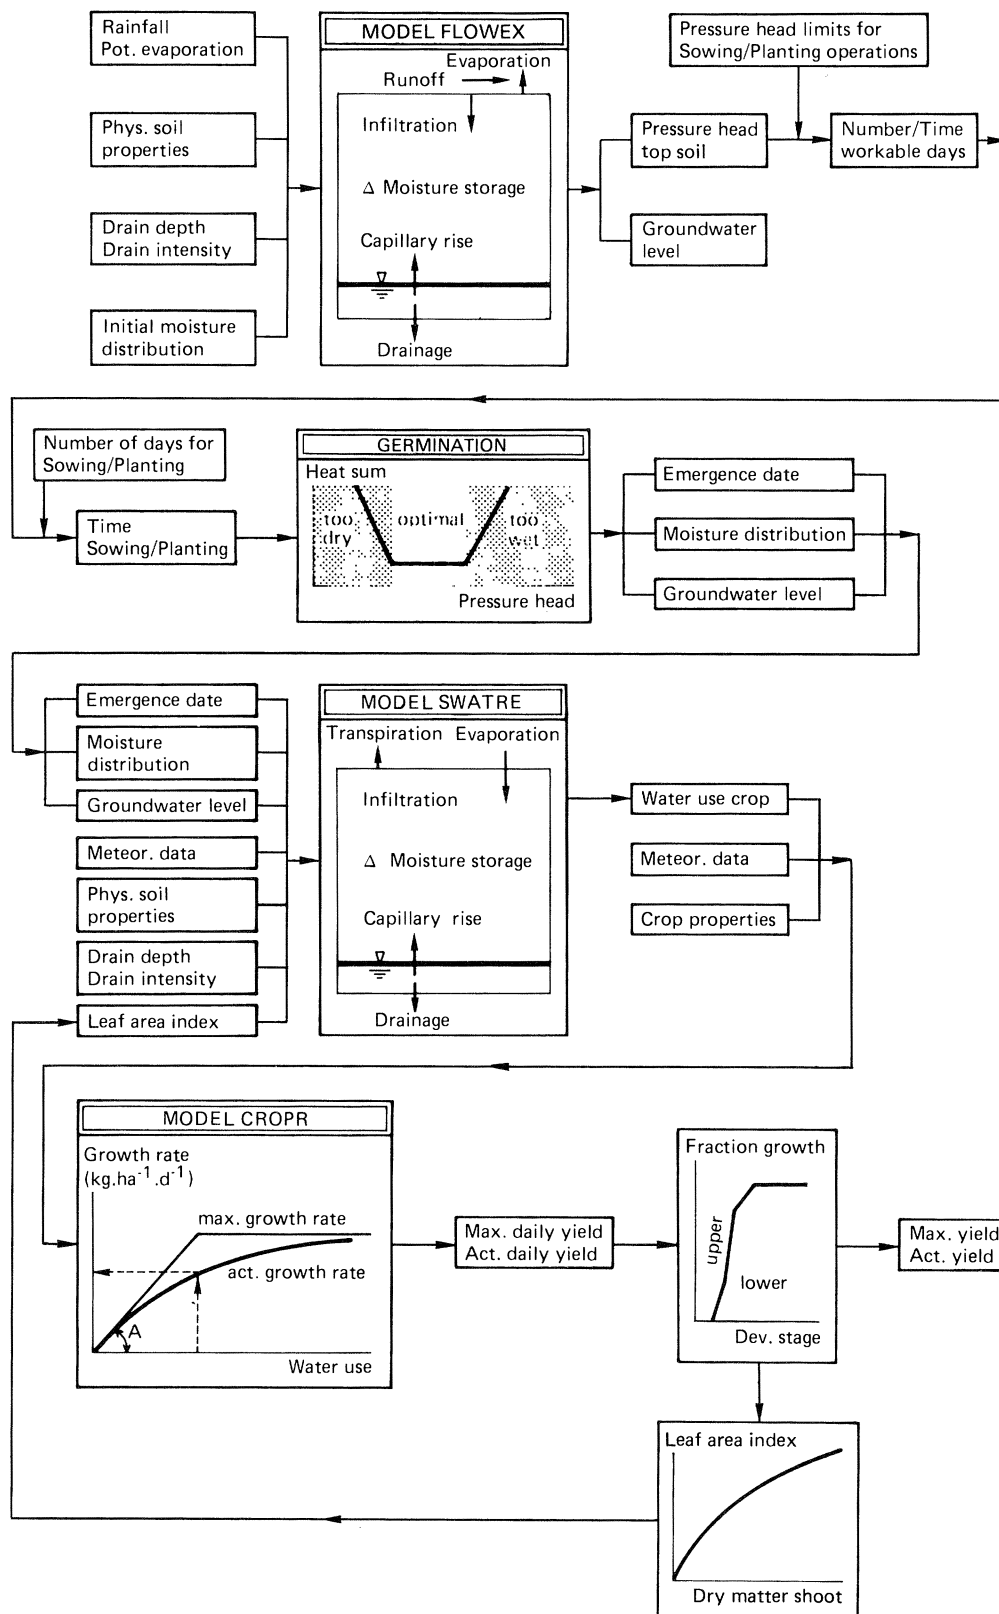 Rainfall
Pot. evaporation
Phys. soil
properties
Drain depth
Drain intensity
Initial moisture
distribution
MODEL FLOWEX
Evaporation
Runoff
Infiltration
Δ Moisture storage
Capillary rise
Drainage
Pressure head limits for
Sowing/Planting operations
Pressure head
top soil
Number/Time
workable days
Groundwater
level
Number of days for
Sowing/Planting
Time
Sowing/Planting
GERMINATION
Heat sum
too optimal too
dry wet
Pressure head
Emergence date
Moisture distribution
Groundwater level
Emergence date
Moisture
distribution
Groundwater level
Meteor. data
Phys. soil
properties
Drain depth
Drain intensity
Leaf area index
MODEL SWATRE
Transpiration Evaporation
Infiltration
Δ Moisture storage
Capillary rise
Drainage
Water use crop
Meteor. data
Crop properties
MODEL CROPR
Growth rate
(kg.ha⁻¹.d⁻¹)
max. growth rate
act. growth rate
A
Water use
Max. daily yield
Act. daily yield
Fraction growth
upper
lower
Dev. stage
Max. yield
Act. yield
Leaf area index
Dry matter shoot